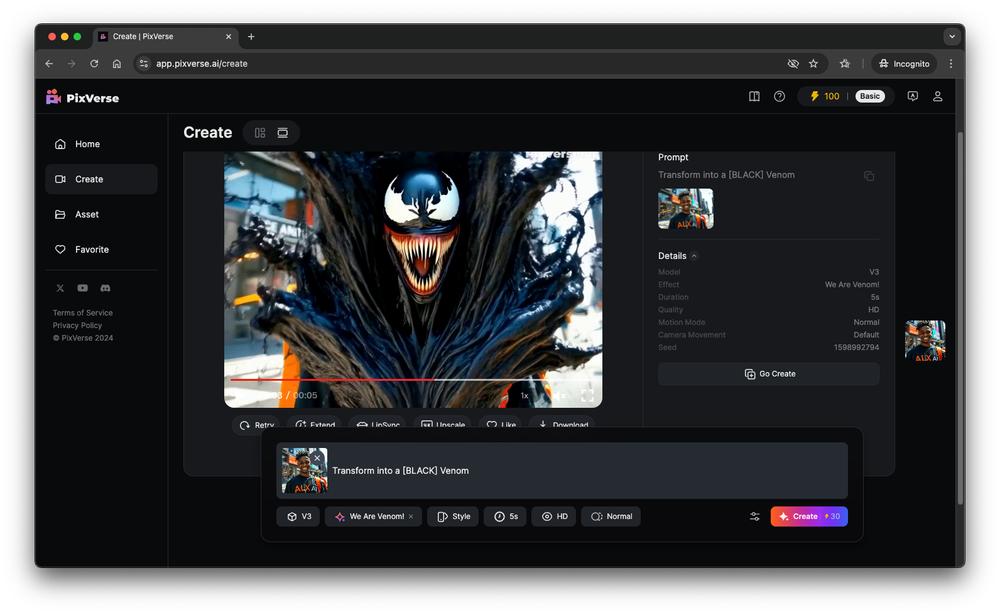 Create | PixVerse
app.pixverse.ai/create
Incognito
PixVerse
100
Basic
Home
Create
Asset
Favorite
Terms of Service
Privacy Policy
© PixVerse 2024
Create
Prompt
Transform into a [BLACK] Venom
Details
Model V3
Effect We Are Venom!
Duration 5s
Quality HD
Motion Mode Normal
Camera Movement Default
Seed 1598992794
Go Create
/ 00:05
1x
Retry
Extend
LipSync
Upscale
Like
Download
Transform into a [BLACK] Venom
V3
We Are Venom!
Style
5s
HD
Normal
Create
30